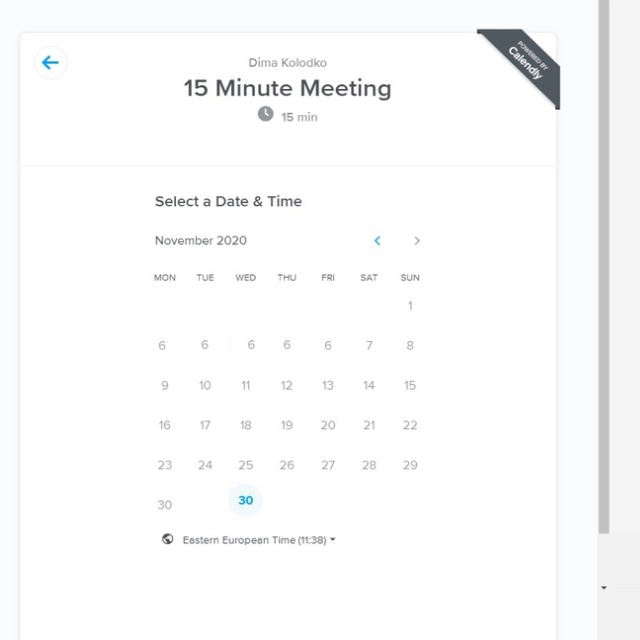 POWERED BY
Calendly
Dima Kolodko
15 Minute Meeting
15 min
Select a Date & Time
November 2020
MON TUE WED THU FRI SAT SUN
1
6 6 6 6 6 7 8
9 10 11 12 13 14 15
16 17 18 19 20 21 22
23 24 25 26 27 28 29
30 30
Eastern European Time (11:38)